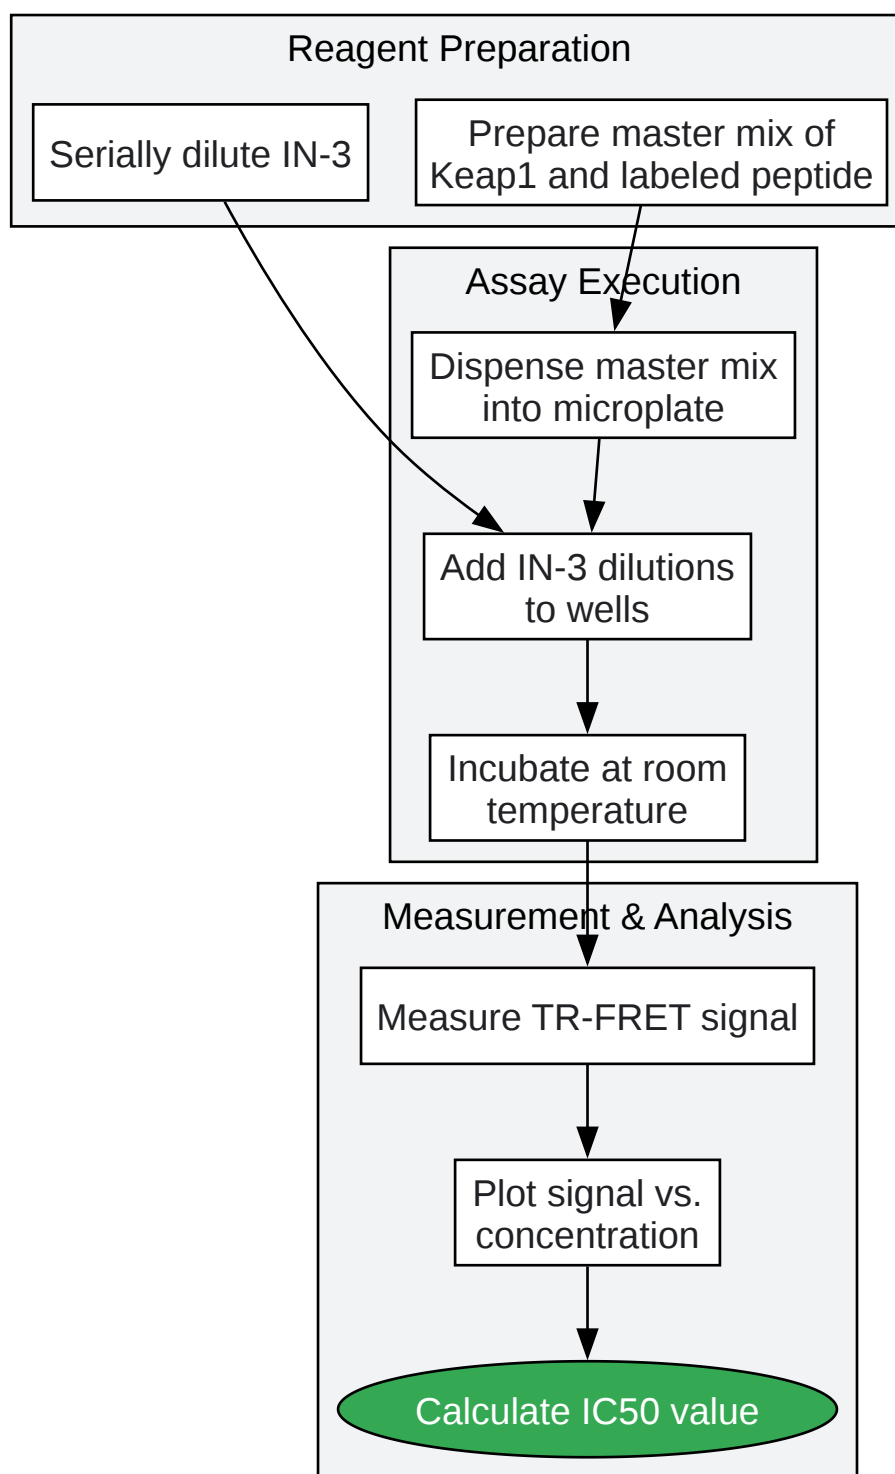 Reagent Preparation
Serially dilute IN-3
Prepare master mix of
Keap1 and labeled peptide
Assay Execution
Dispense master mix
into microplate
Add IN-3 dilutions
to wells
Incubate at room
temperature
Measurement & Analysis
Measure TR-FRET signal
Plot signal vs.
concentration
Calculate IC50 value